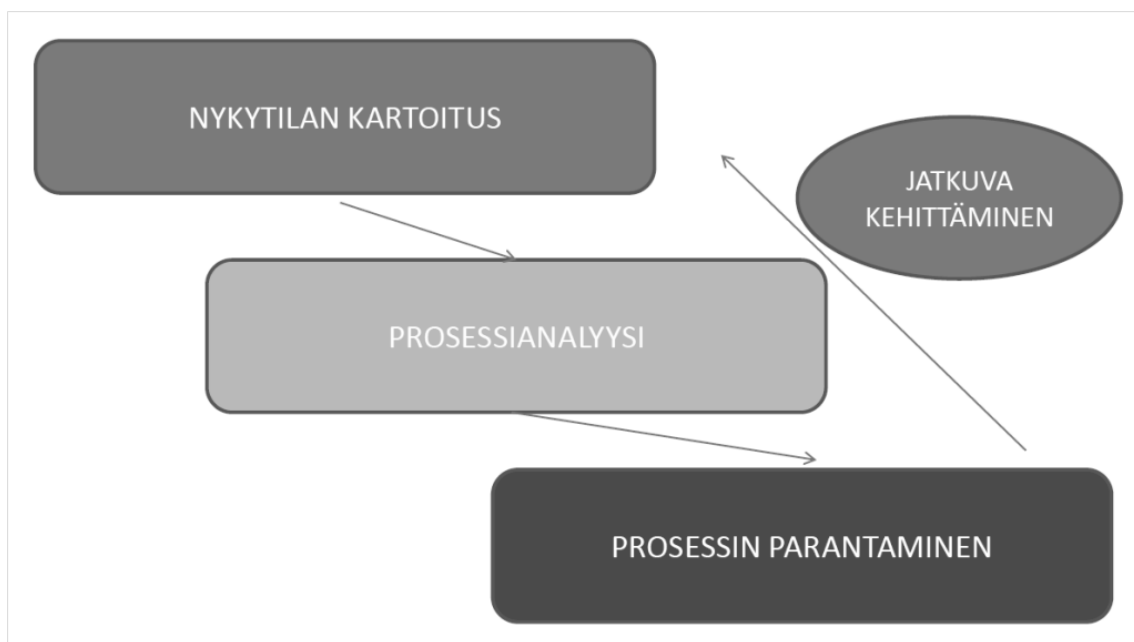 NYKYTILAN KARTOITUS
JATKUVA
KEHITTÄMINEN
PROSESSIANALYYSI
PROSESSIN PARANTAMINEN